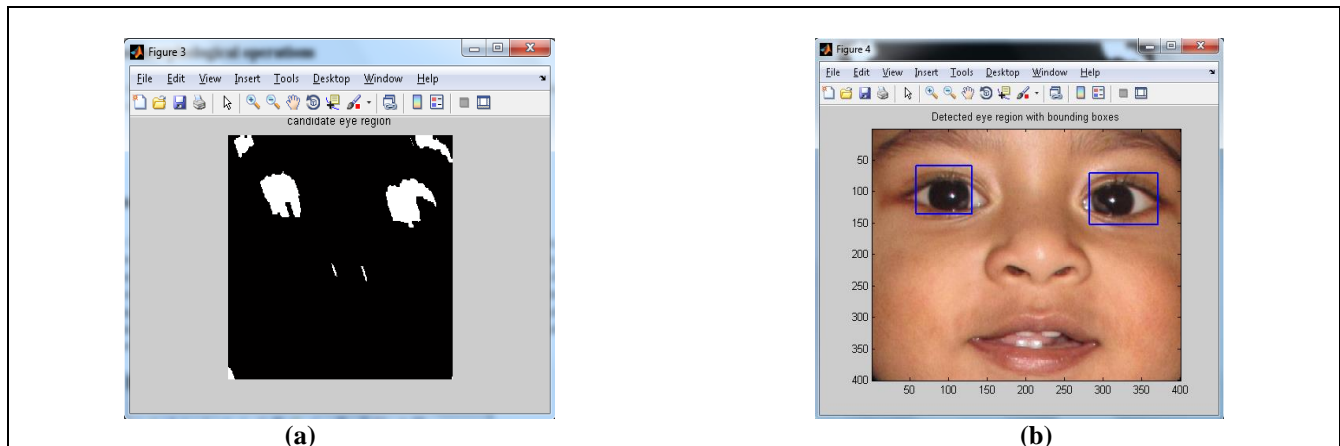 Figure 3
File Edit View Insert Tools Desktop Window Help
candidate eye region
(a)
Figure 4
File Edit View Insert Tools Desktop Window Help
Detected eye region with bounding boxes
50
100
150
200
250
300
350
400
50 100 150 200 250 300 350 400
(b)